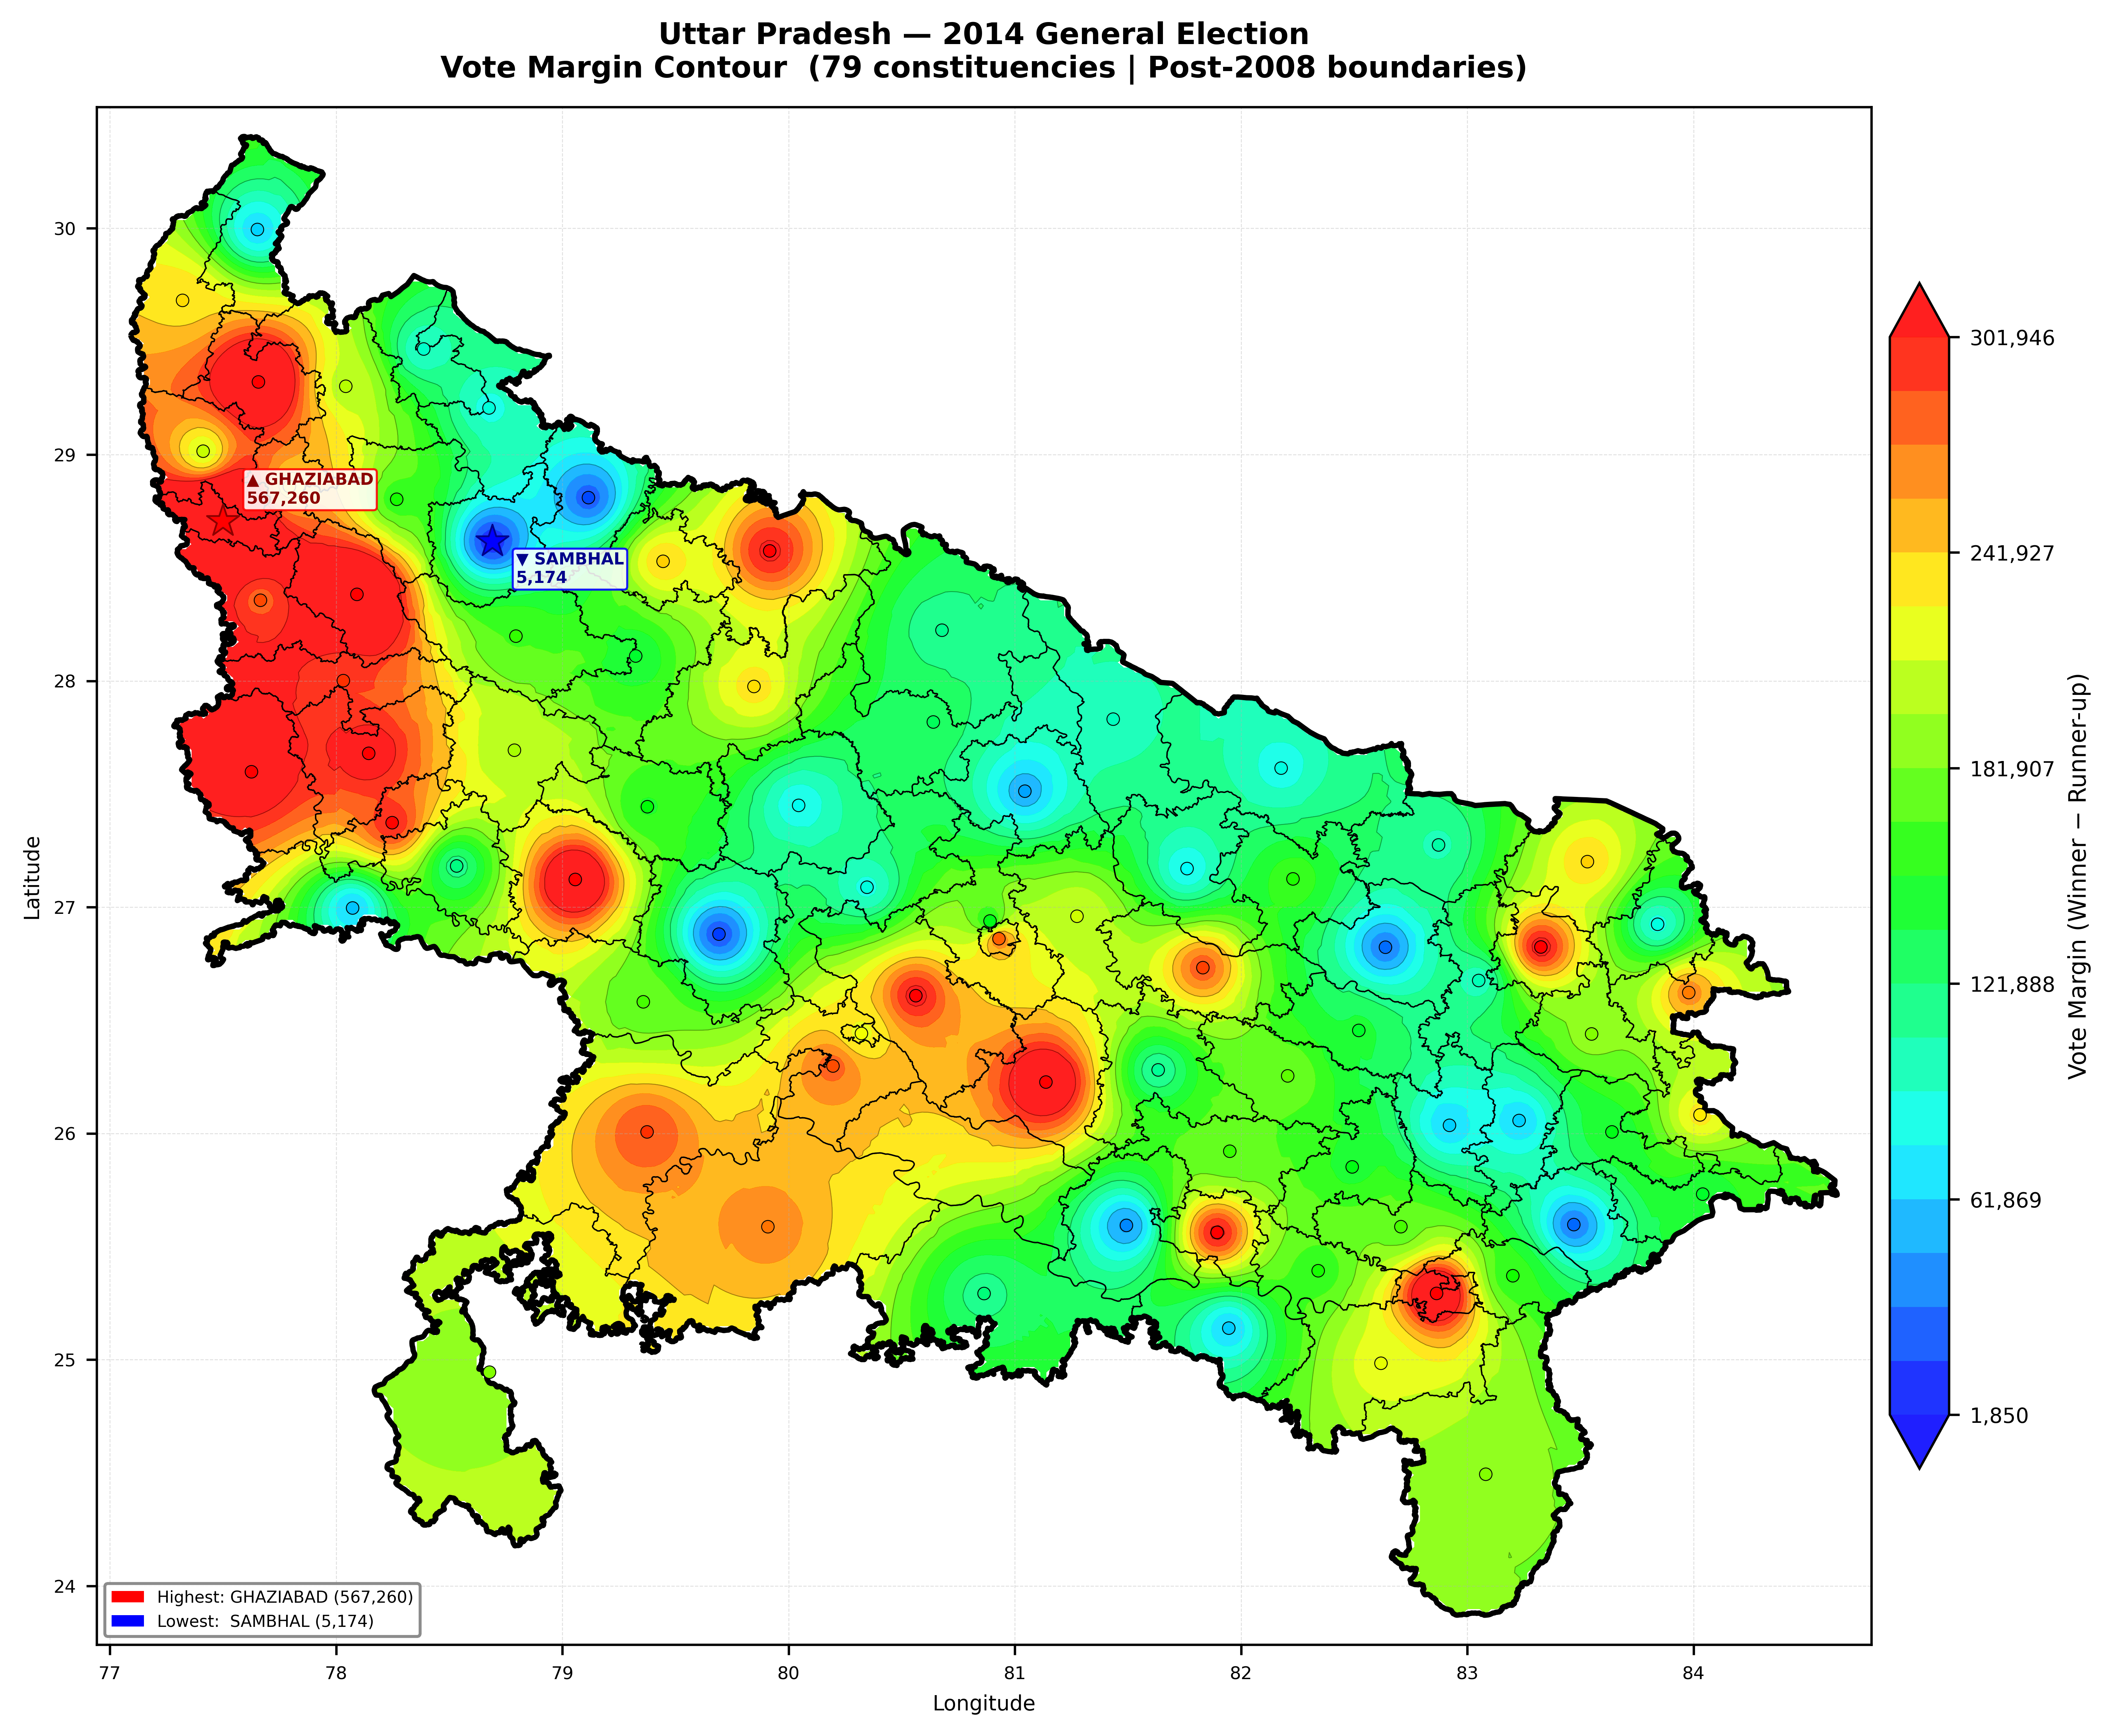 Uttar Pradesh — 2014 General Election
Vote Margin Contour (79 constituencies | Post-2008 boundaries)
30
29
28
27
26
25
24
Latitude
▲ GHAZIABAD
567,260
▼ SAMBHAL
5,174
Highest: GHAZIABAD (567,260)
Lowest: SAMBHAL (5,174)
77
78
79
80
81
82
83
84
Longitude
301,946
241,927
181,907
121,888
61,869
1,850
Vote Margin (Winner − Runner-up)